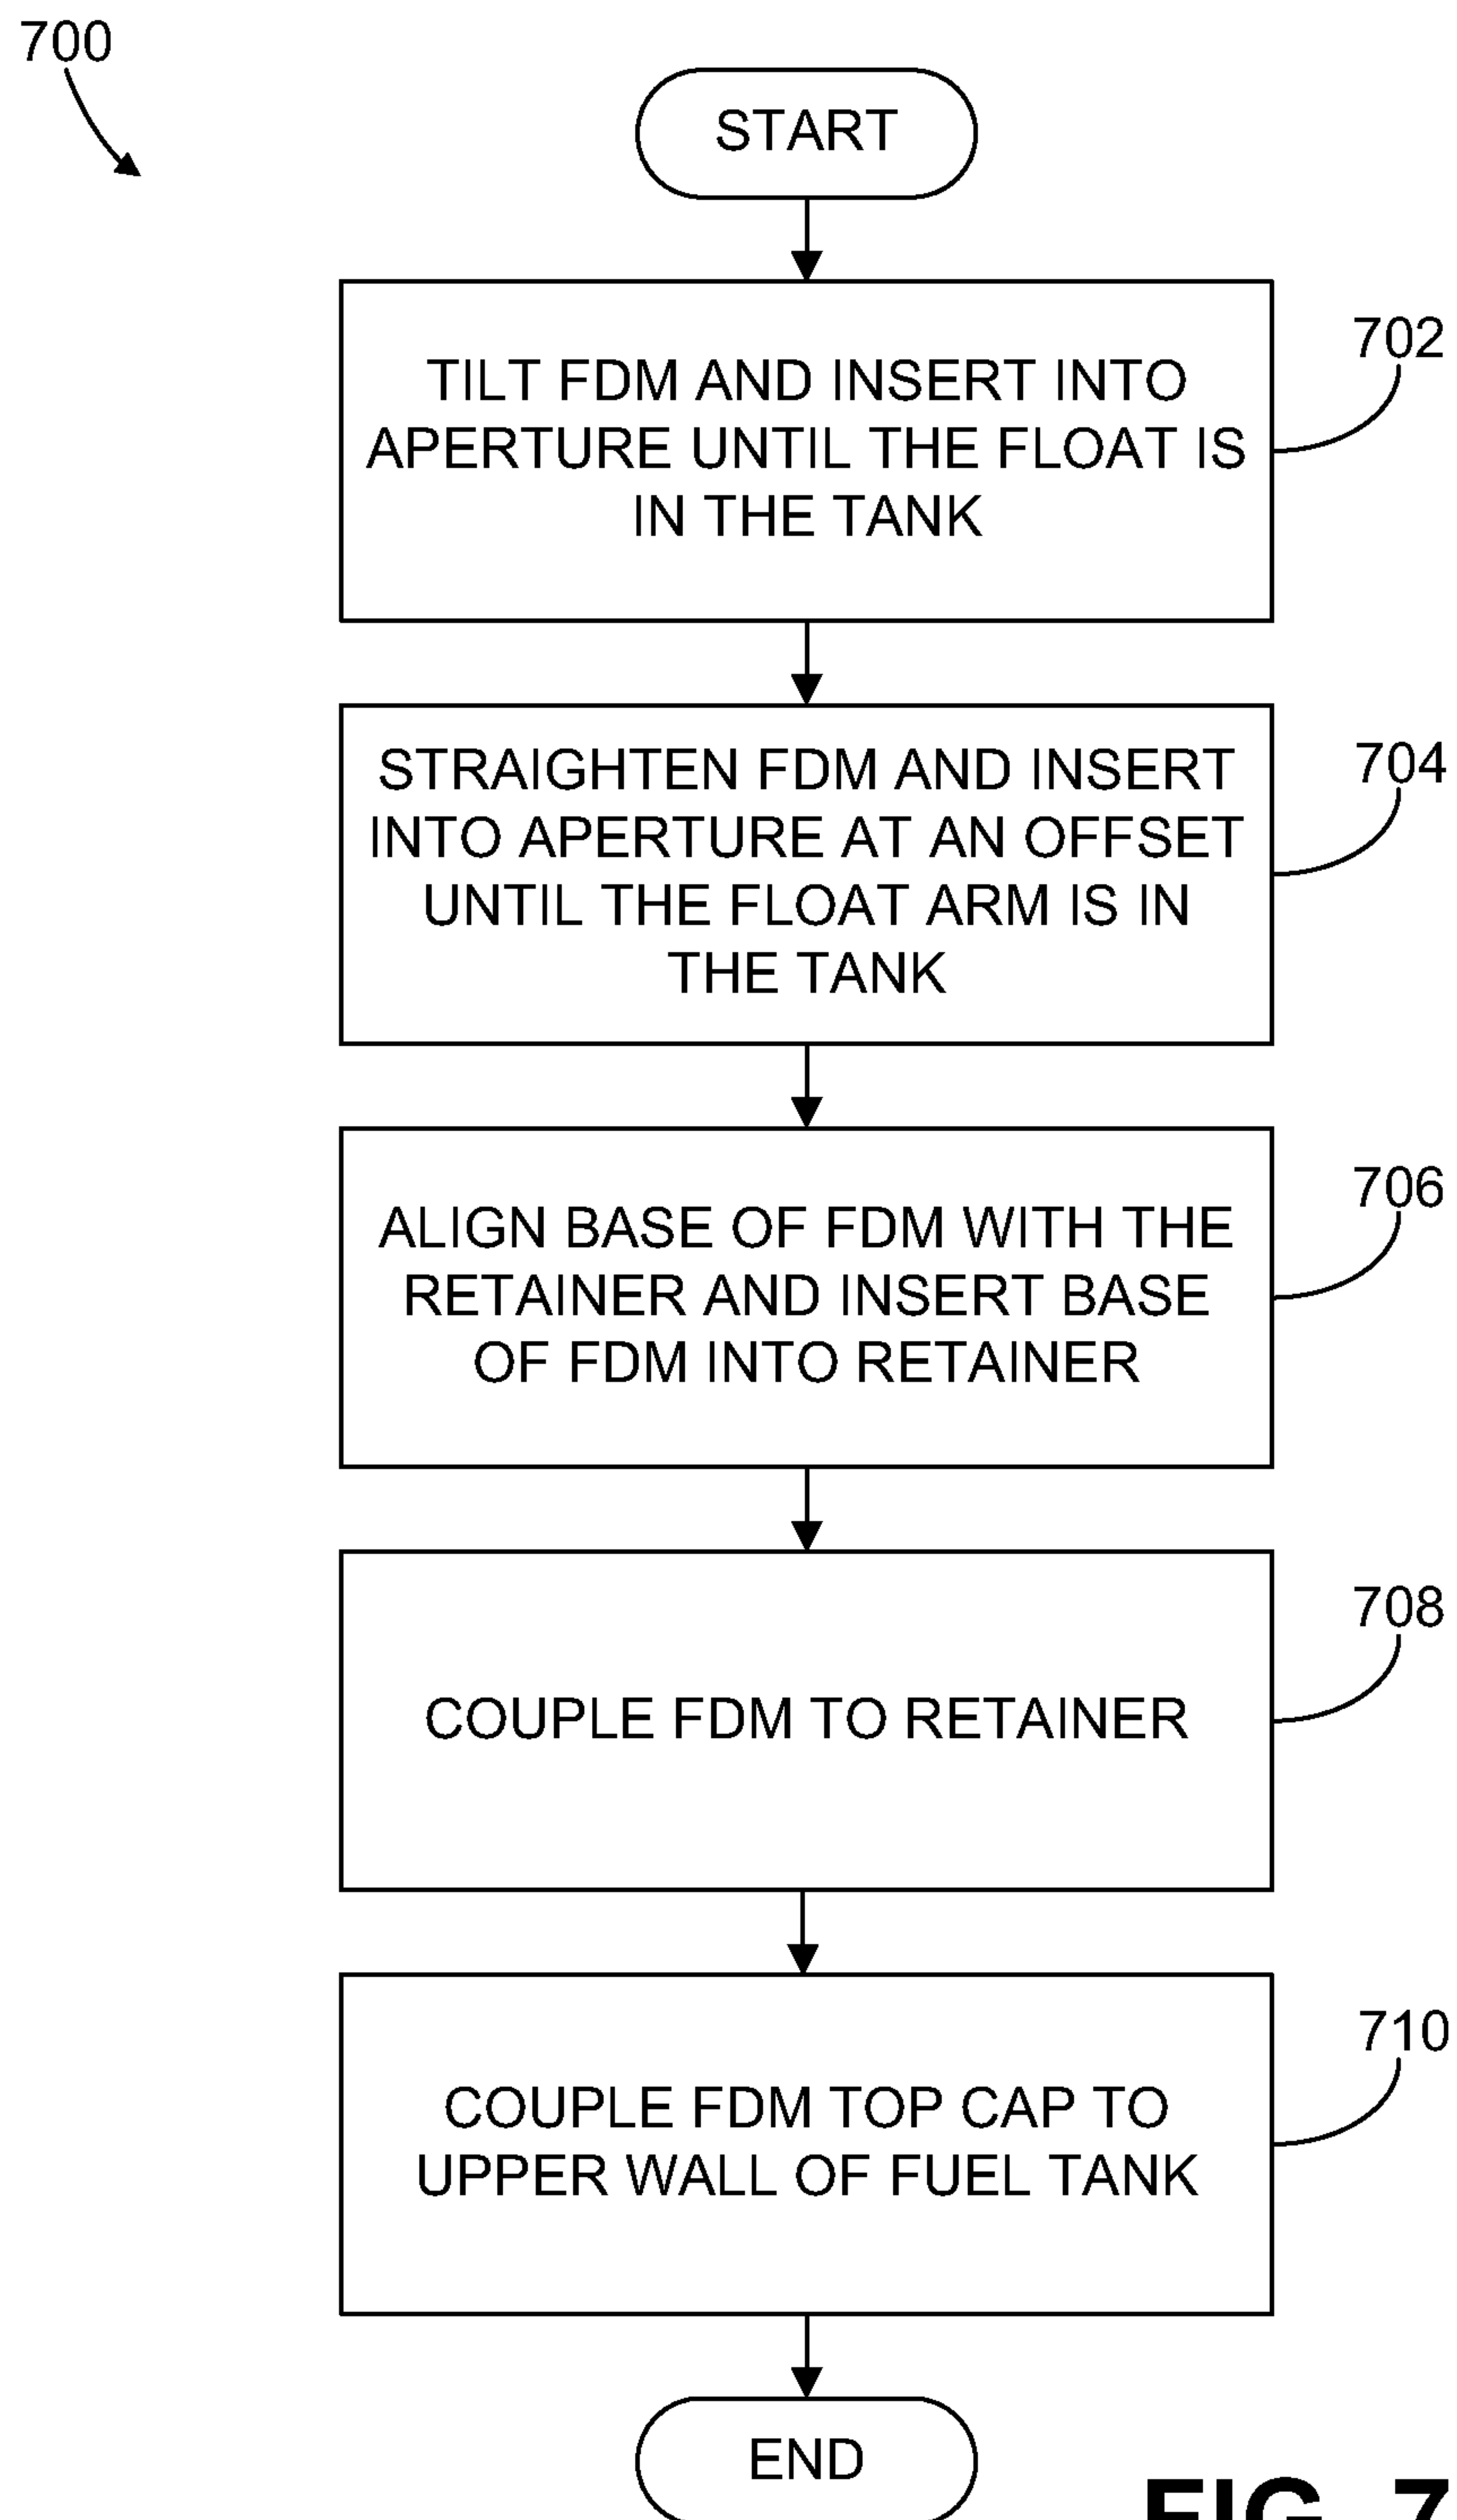 700
START
TILT FDM AND INSERT INTO
APERTURE UNTIL THE FLOAT IS
IN THE TANK
702
STRAIGHTEN FDM AND INSERT
INTO APERTURE AT AN OFFSET
UNTIL THE FLOAT ARM IS IN
THE TANK
704
ALIGN BASE OF FDM WITH THE
RETAINER AND INSERT BASE
OF FDM INTO RETAINER
706
COUPLE FDM TO RETAINER
708
COUPLE FDM TOP CAP TO
UPPER WALL OF FUEL TANK
710
END
FIG. 7